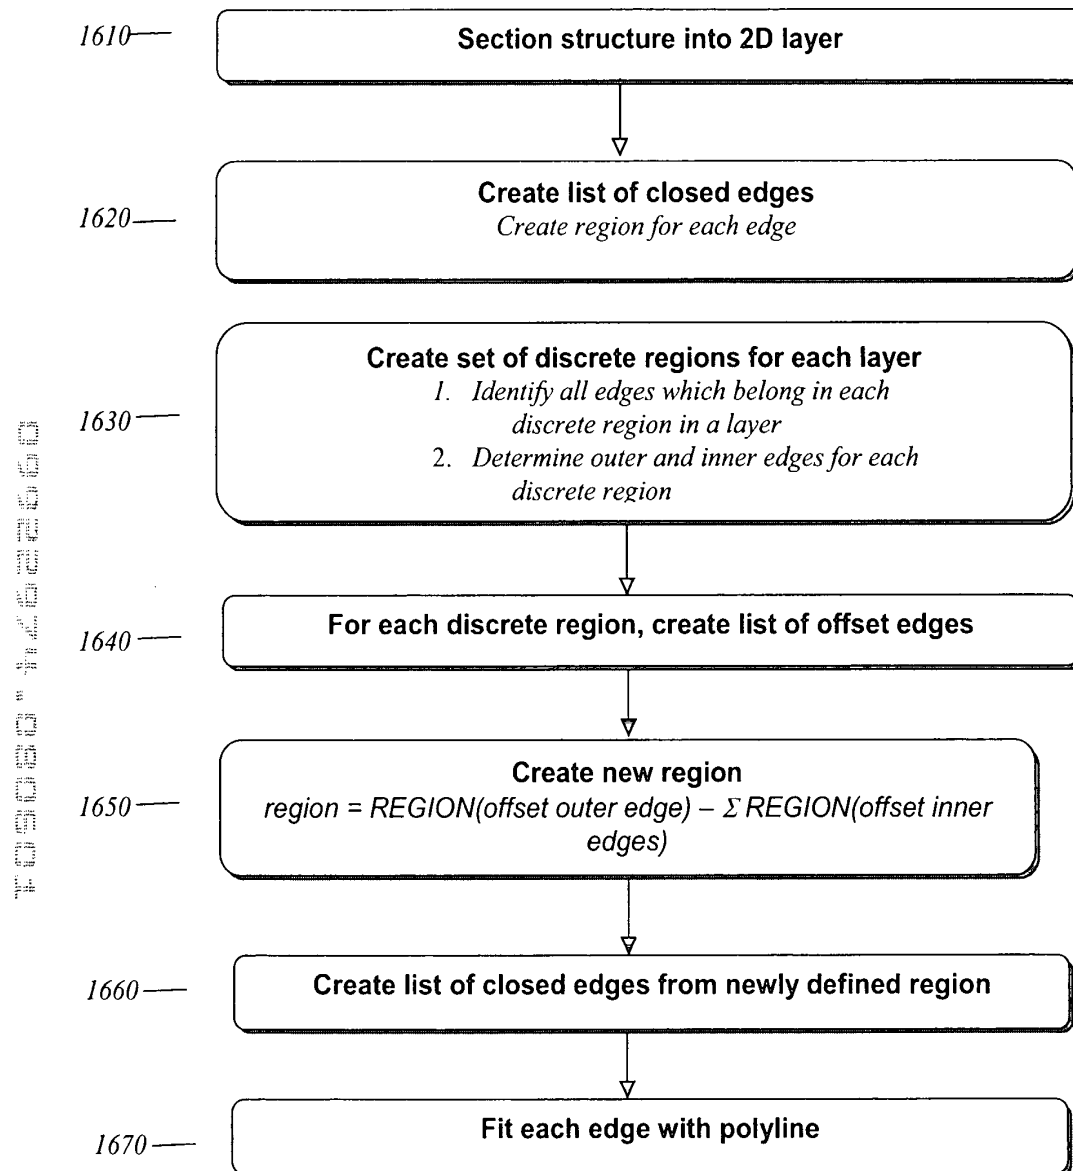 1610
Section structure into 2D layer
1620
Create list of closed edges
Create region for each edge
1630
Create set of discrete regions for each layer
1. Identify all edges which belong in each
discrete region in a layer
2. Determine outer and inner edges for each
discrete region
1640
For each discrete region, create list of offset edges
1650
Create new region
region = REGION(offset outer edge) – Σ REGION(offset inner
edges)
1660
Create list of closed edges from newly defined region
1670
Fit each edge with polyline
09922974.080601